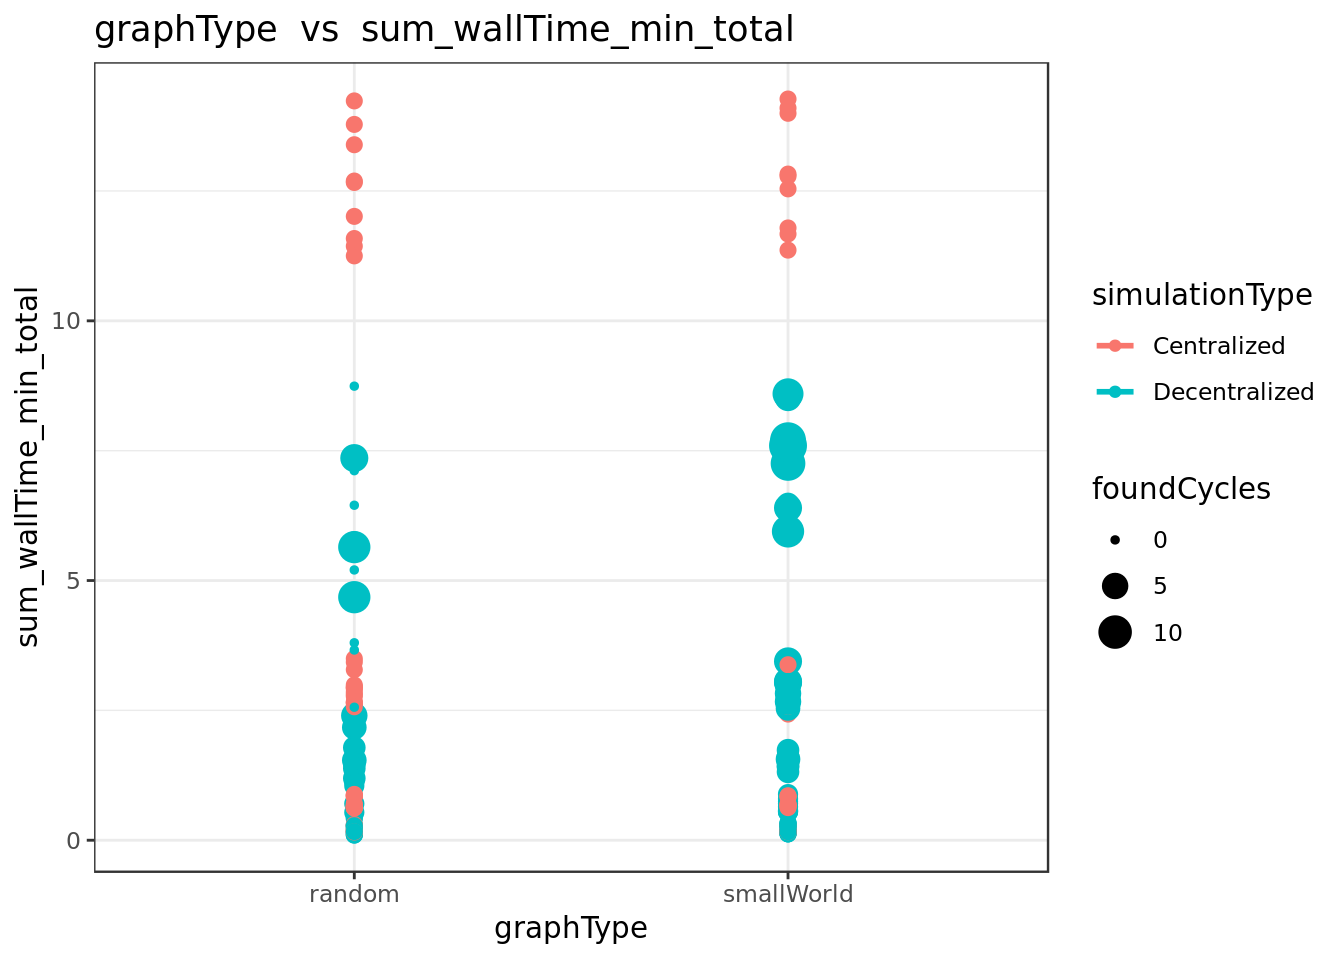 graphType vs sum_wallTime_min_total
sum_wallTime_min_total
10
5
0
random
smallWorld
graphType
simulationType
Centralized
Decentralized
foundCycles
0
5
10